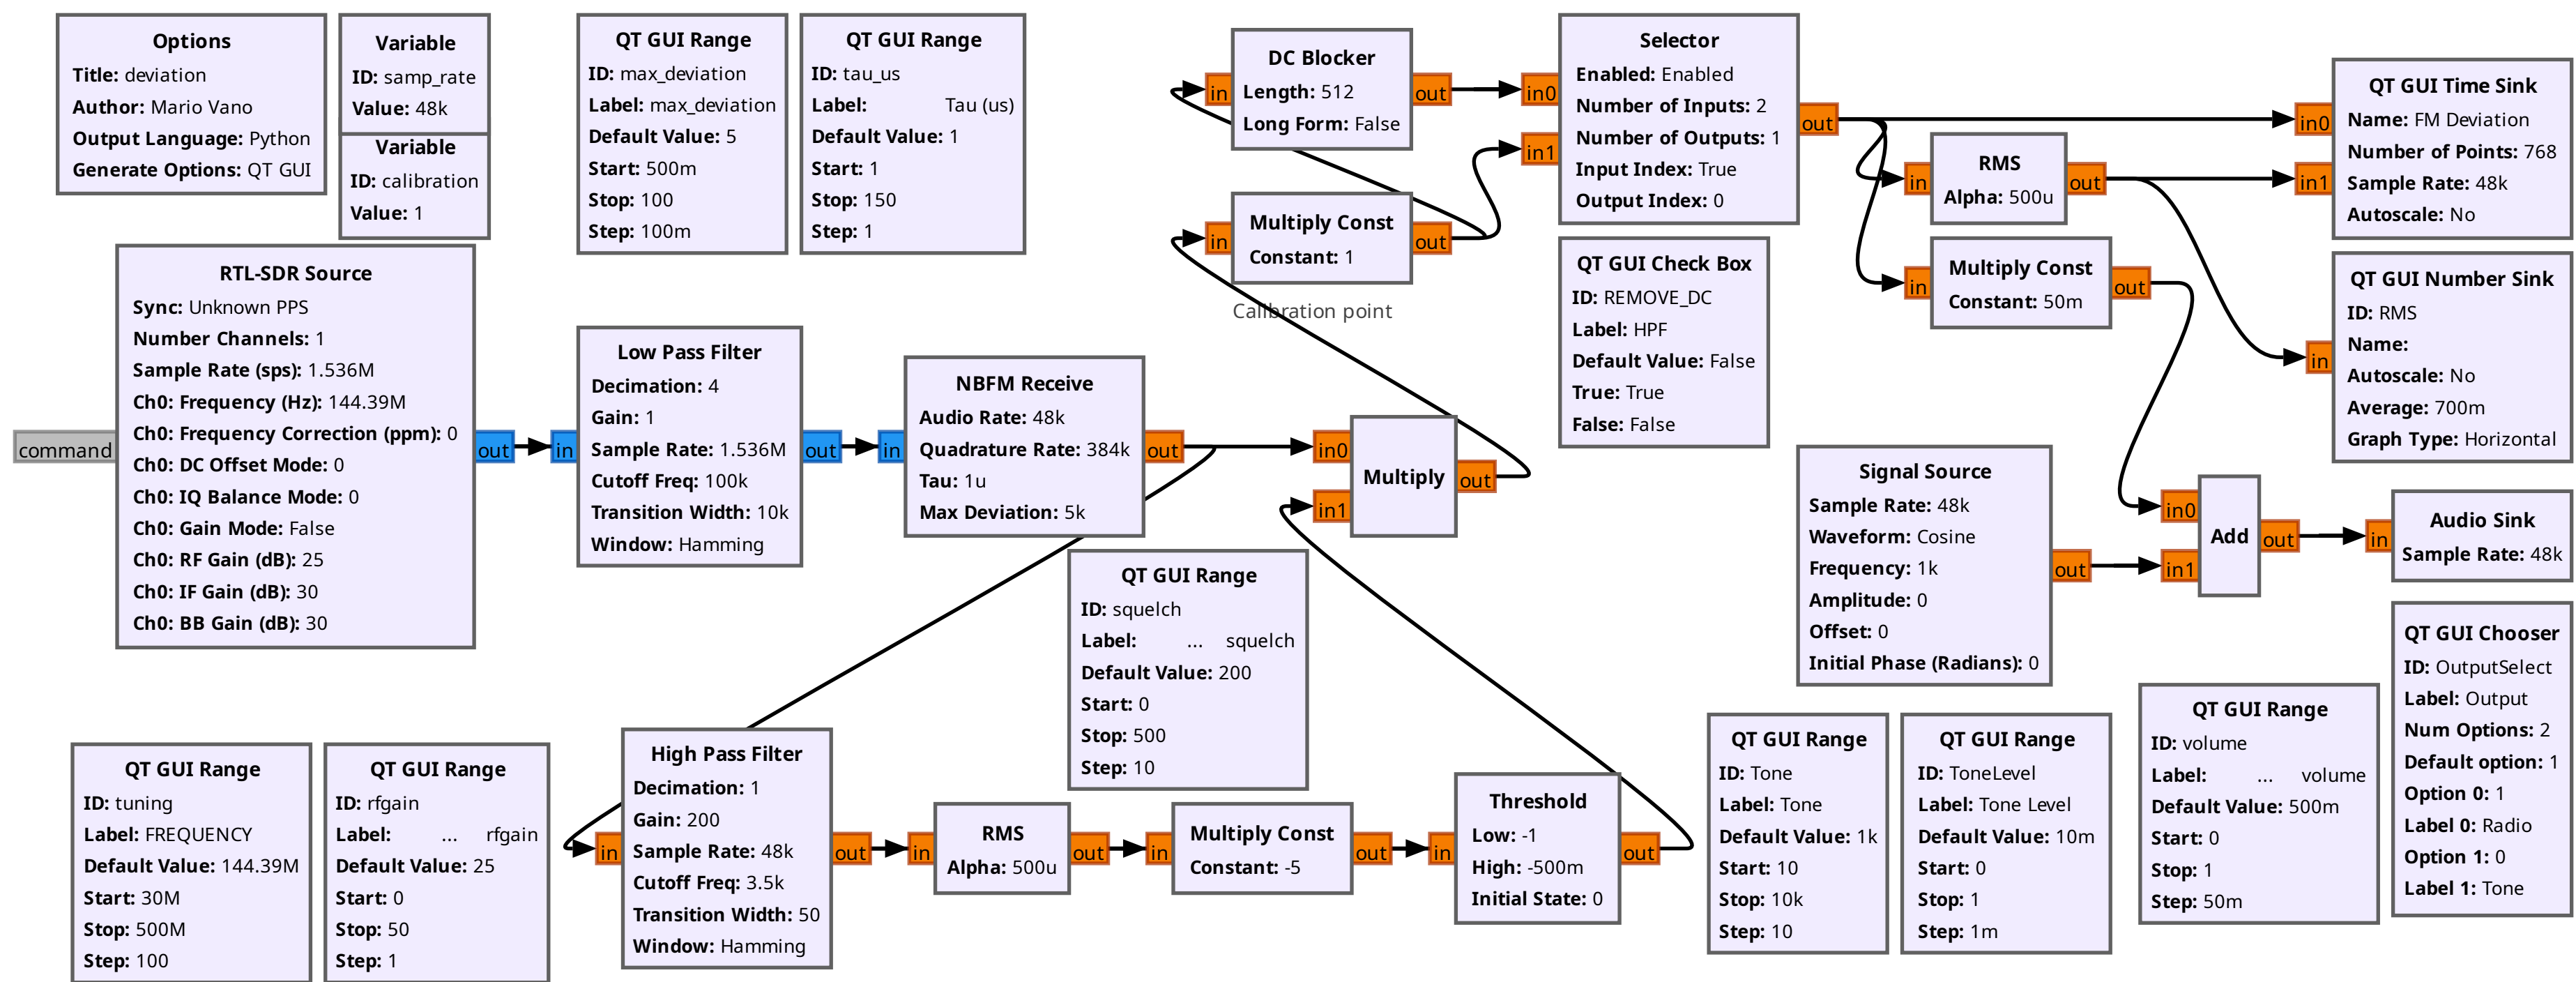 Options
Title: deviation
Author: Mario Vano
Output Language: Python
Generate Options: QT GUI
Variable
ID: samp_rate
Value: 48k
Variable
ID: calibration
Value: 1
QT GUI Range
ID: max_deviation
Label: max_deviation
Default Value: 5
Start: 500m
Stop: 100
Step: 100m
QT GUI Range
ID: tau_us
Label: Tau (us)
Default Value: 1
Start: 1
Stop: 150
Step: 1
DC Blocker
Length: 512
Long Form: False
in
out
Multiply Const
Constant: 1
in
out
Calibration point
Selector
Enabled: Enabled
Number of Inputs: 2
Number of Outputs: 1
Input Index: True
Output Index: 0
in0
in1
out
QT GUI Check Box
ID: REMOVE_DC
Label: HPF
Default Value: False
True: True
False: False
RMS
Alpha: 500u
in
out
Multiply Const
Constant: 50m
in
out
QT GUI Time Sink
Name: FM Deviation
Number of Points: 768
Sample Rate: 48k
Autoscale: No
in0
in1
QT GUI Number Sink
ID: RMS
Name:
Autoscale: No
Average: 700m
Graph Type: Horizontal
in
RTL-SDR Source
Sync: Unknown PPS
Number Channels: 1
Sample Rate (sps): 1.536M
Ch0: Frequency (Hz): 144.39M
Ch0: Frequency Correction (ppm): 0
Ch0: DC Offset Mode: 0
Ch0: IQ Balance Mode: 0
Ch0: Gain Mode: False
Ch0: RF Gain (dB): 25
Ch0: IF Gain (dB): 30
Ch0: BB Gain (dB): 30
command
out
Low Pass Filter
Decimation: 4
Gain: 1
Sample Rate: 1.536M
Cutoff Freq: 100k
Transition Width: 10k
Window: Hamming
in
out
NBFM Receive
Audio Rate: 48k
Quadrature Rate: 384k
Tau: 1u
Max Deviation: 5k
in
out
Multiply
in0
in1
out
Signal Source
Sample Rate: 48k
Waveform: Cosine
Frequency: 1k
Amplitude: 0
Offset: 0
Initial Phase (Radians): 0
out
Add
in0
in1
out
Audio Sink
Sample Rate: 48k
in
QT GUI Range
ID: squelch
Label: ... squelch
Default Value: 200
Start: 0
Stop: 500
Step: 10
QT GUI Chooser
ID: OutputSelect
Label: Output
Num Options: 2
Default option: 1
Option 0: 1
Label 0: Radio
Option 1: 0
Label 1: Tone
QT GUI Range
ID: tuning
Label: FREQUENCY
Default Value: 144.39M
Start: 30M
Stop: 500M
Step: 100
QT GUI Range
ID: rfgain
Label: ... rfgain
Default Value: 25
Start: 0
Stop: 50
Step: 1
High Pass Filter
Decimation: 1
Gain: 200
Sample Rate: 48k
Cutoff Freq: 3.5k
Transition Width: 50
Window: Hamming
in
out
RMS
Alpha: 500u
in
out
Multiply Const
Constant: -5
in
out
Threshold
Low: -1
High: -500m
Initial State: 0
in
out
QT GUI Range
ID: Tone
Label: Tone
Default Value: 1k
Start: 10
Stop: 10k
Step: 10
QT GUI Range
ID: ToneLevel
Label: Tone Level
Default Value: 10m
Start: 0
Stop: 1
Step: 1m
QT GUI Range
ID: volume
Label: ... volume
Default Value: 500m
Start: 0
Stop: 1
Step: 50m